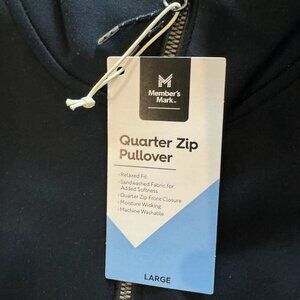 Member's
Mark™
Quarter Zip
Pullover
- Relaxed Fit
- Sandwashed Fabric for
Added Softness
- Quarter Zip Front Closure
- Moisture Wicking
- Machine Washable
LARGE